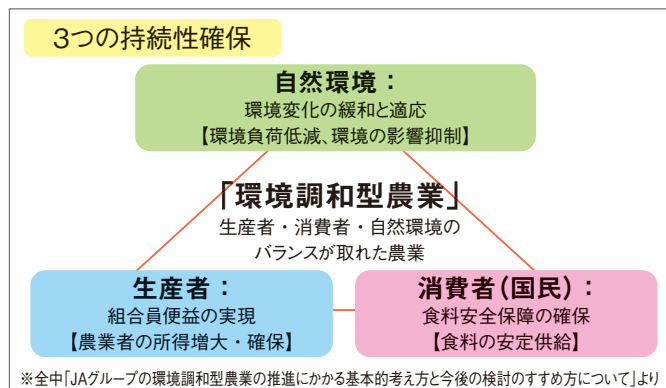 3つの持続性確保
自然環境：
環境変化の緩和と適応
【環境負荷低減、環境の影響抑制】
「環境調和型農業」
生産者・消費者・自然環境の
バランスが取れた農業
生産者：
組合員便益の実現
【農業者の所得増大・確保】
消費者（国民）：
食料安全保障の確保
【食料の安定供給】
※全中「JAグループの環境調和型農業の推進にかかる基本的考え方と今後の検討のすすめ方について」より